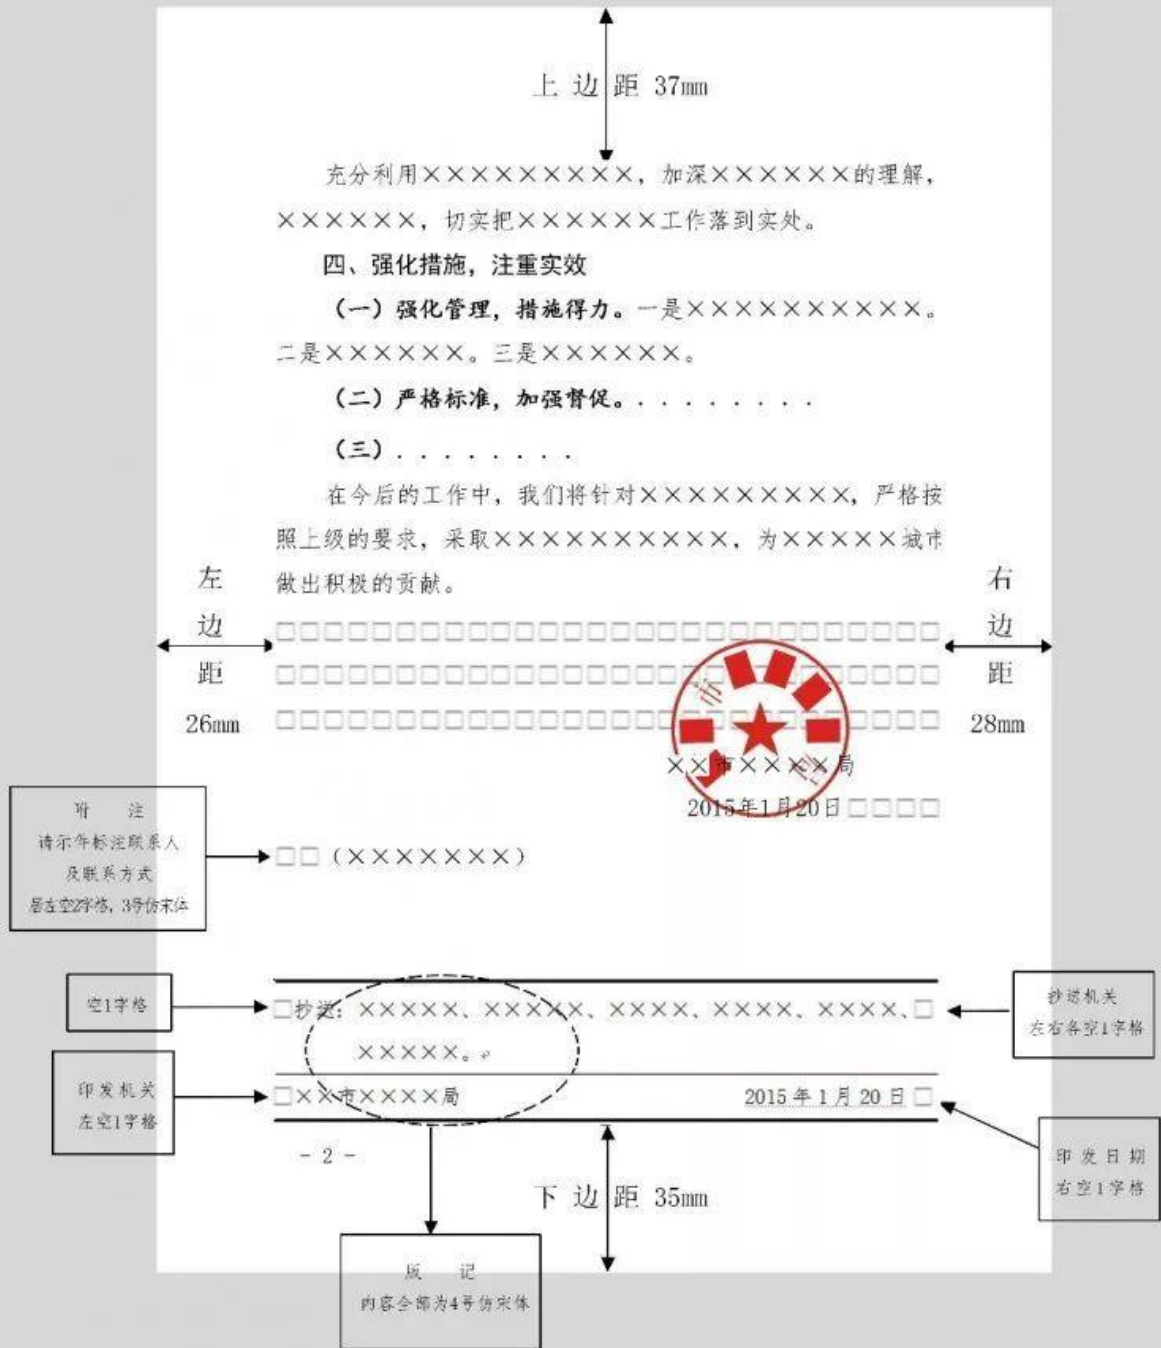 上 边 距 37mm
充分利用×××××××××，加深××××××的理解，
××××××，切实把××××××工作落到实处。
四、强化措施，注重实效
（一）强化管理，措施得力。一是××××××××××。
二是××××××。三是××××××。
（二）严格标准，加强督促。. . . . . . . .
（三）. . . . . . . .
在今后的工作中，我们将针对×××××××××，严格按
照上级的要求，采取××××××××××，为×××××城市
做出积极的贡献。
左边距 26mm
右边距 28mm
□□□□□□□□□□□□□□□□□□□□□□□□□□□□
□□□□□□□□□□□□□□□□□□□□□□□□□□□□
□□□□□□□□□□□□□□□□□□□□□□□□□□□□
市
××市××××局
2015年1月20日□□□□
附 注
请示件标注联系人
及联系方式
居左空2字格，3号仿宋体
□□（×××××××）
空1字格
□抄送：×××××、×××××、××××、××××、××××、□
×××××。
抄送机关
左右各空1字格
印发机关
左空1字格
□××市××××局 2015年1月20日□
印发日期
右空1字格
- 2 -
下 边 距 35mm
版 记
内容全部为4号仿宋体